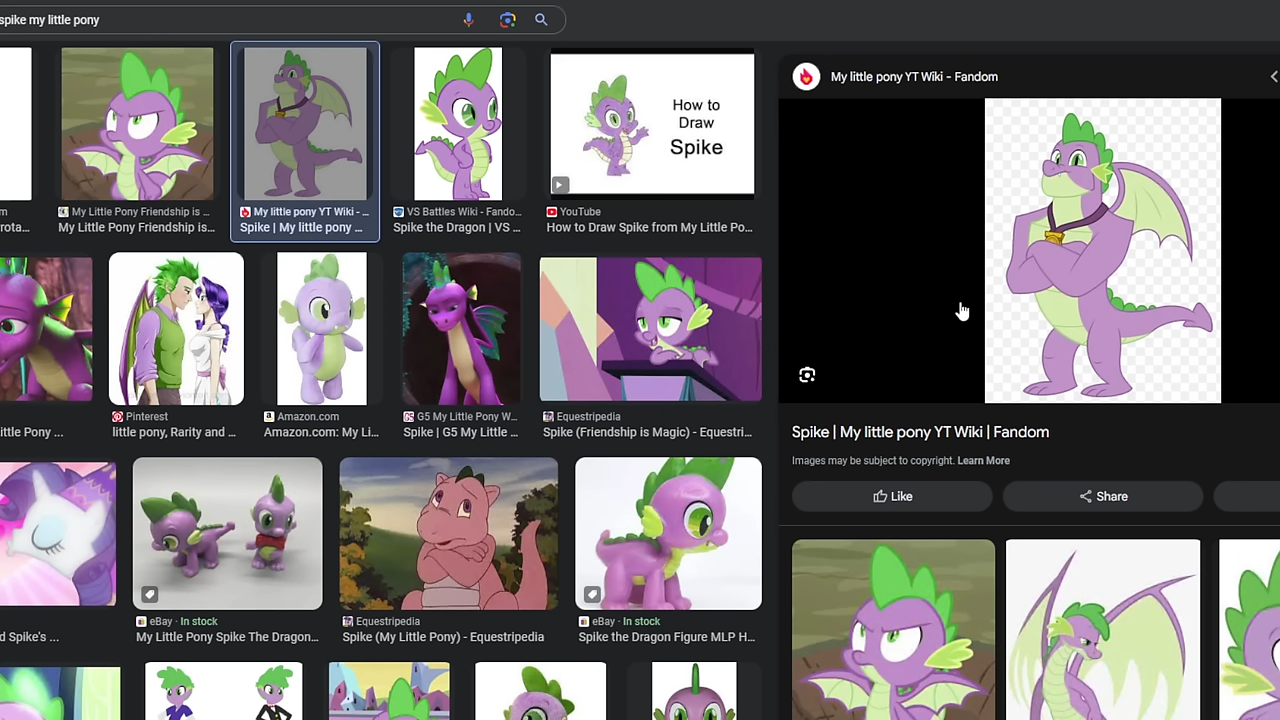 spike my little pony
My little pony YT Wiki - Fandom
How to
Draw
Spike
m
My Little Pony Friendship is ...
My little pony YT Wiki - ...
VS Battles Wiki - Fando...
YouTube
rota...
My Little Pony Friendship is...
Spike | My little pony ...
Spike the Dragon | VS ...
How to Draw Spike from My Little Po...
Pinterest
Amazon.com
G5 My Little Pony W...
Equestripedia
ittle Pony ...
little pony, Rarity and ...
Amazon.com: My Li...
Spike | G5 My Little ...
Spike (Friendship is Magic) - Equestri...
Spike | My little pony YT Wiki | Fandom
Images may be subject to copyright. Learn More
Like
Share
eBay · In stock
Equestripedia
eBay · In stock
d Spike's ...
My Little Pony Spike The Dragon...
Spike (My Little Pony) - Equestripedia
Spike the Dragon Figure MLP H...